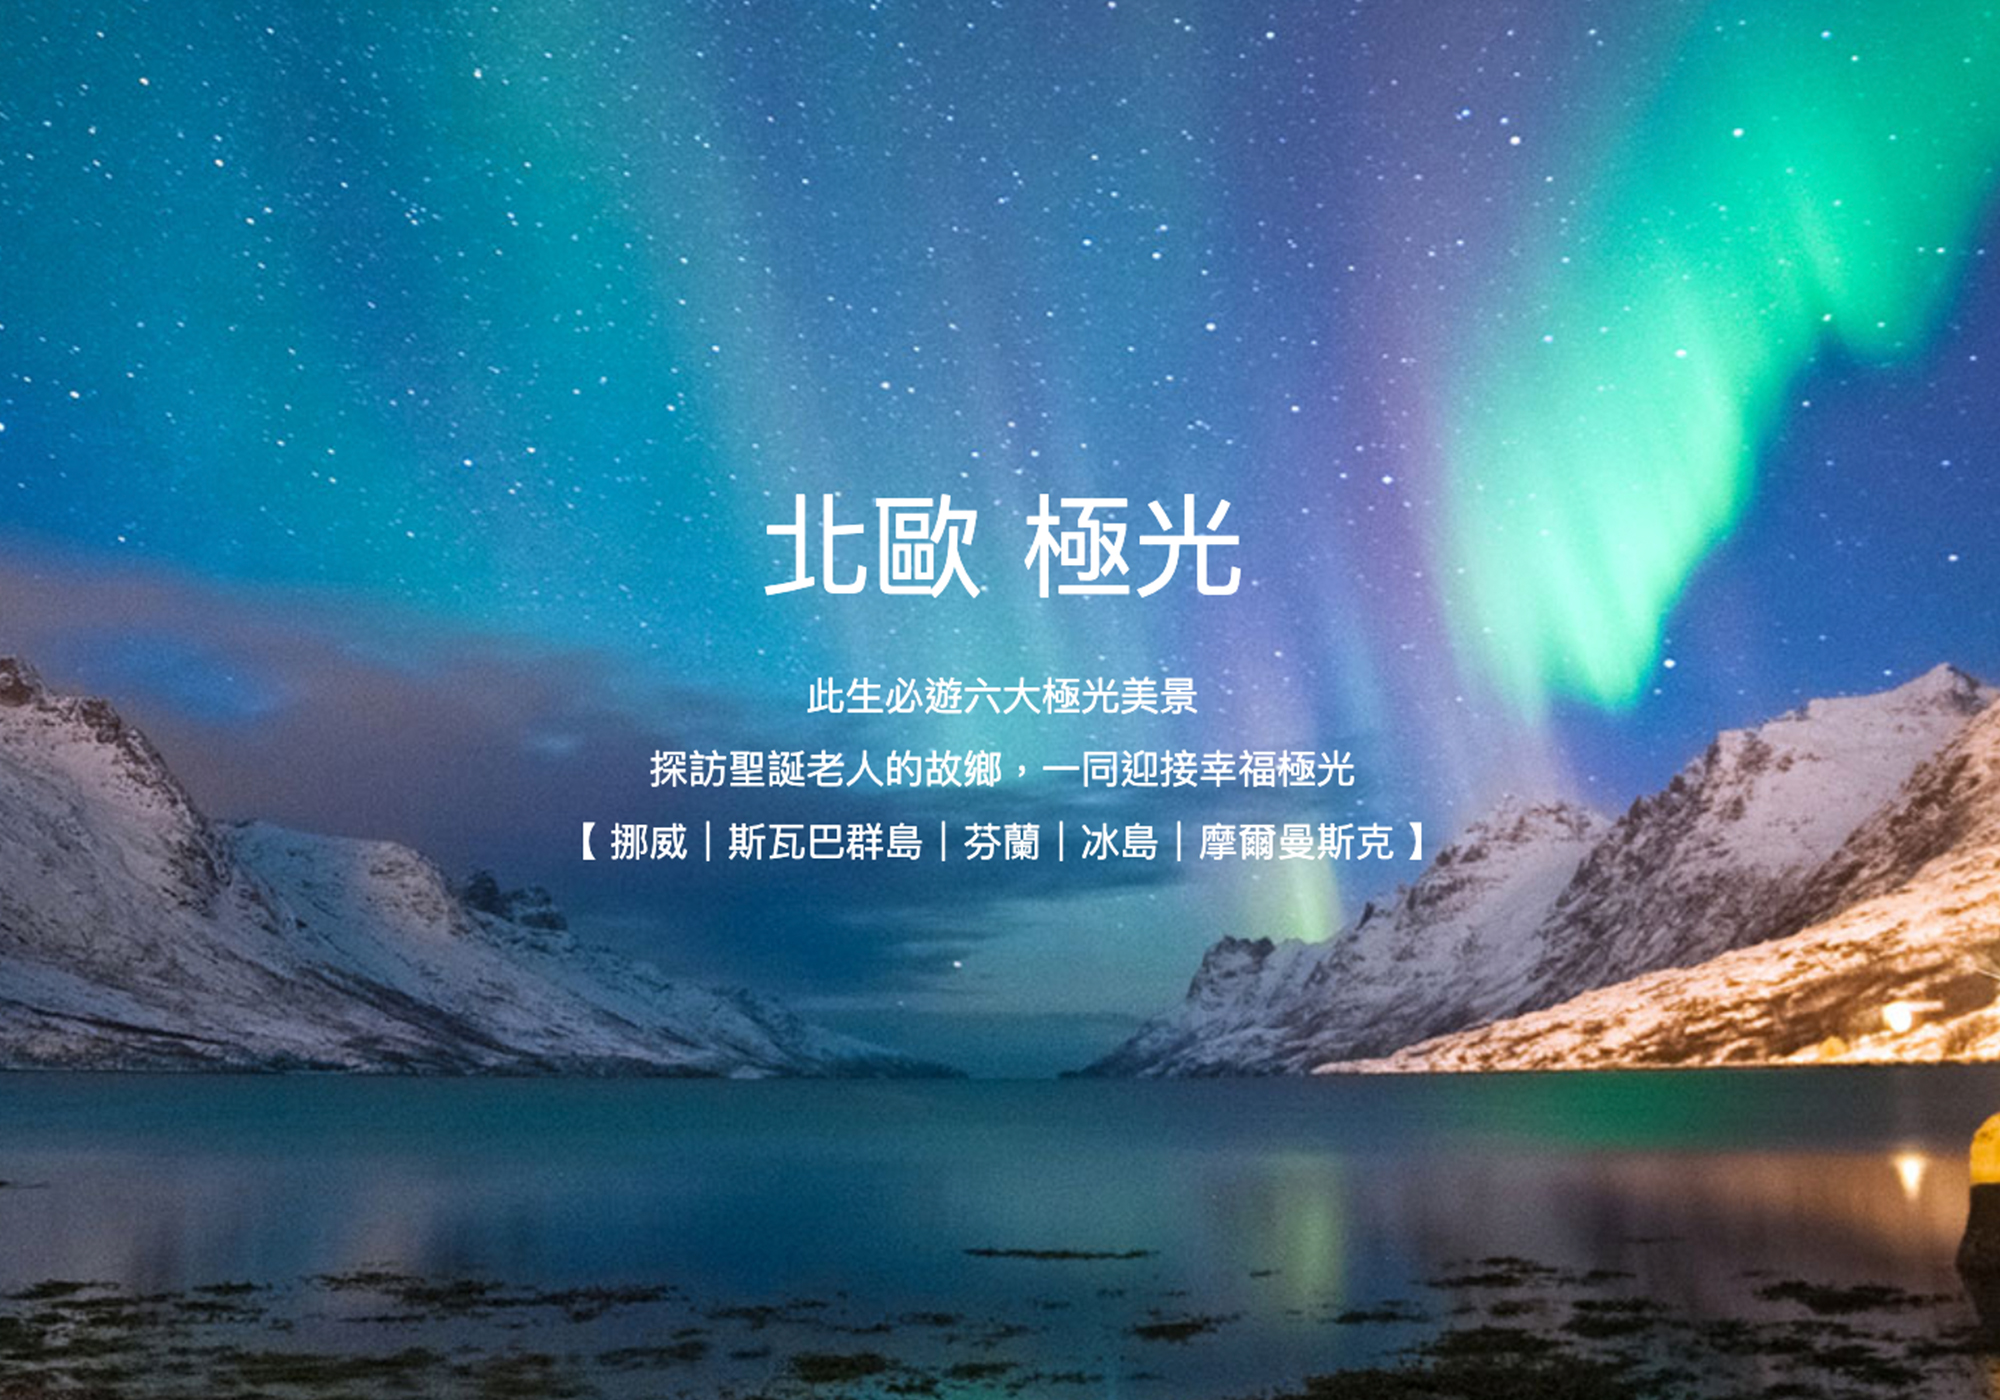 北歐 極光
此生必遊六大極光美景
探訪聖誕老人的故鄉，一同迎接幸福極光
【 挪威｜斯瓦巴群島｜芬蘭｜冰島｜摩爾曼斯克 】